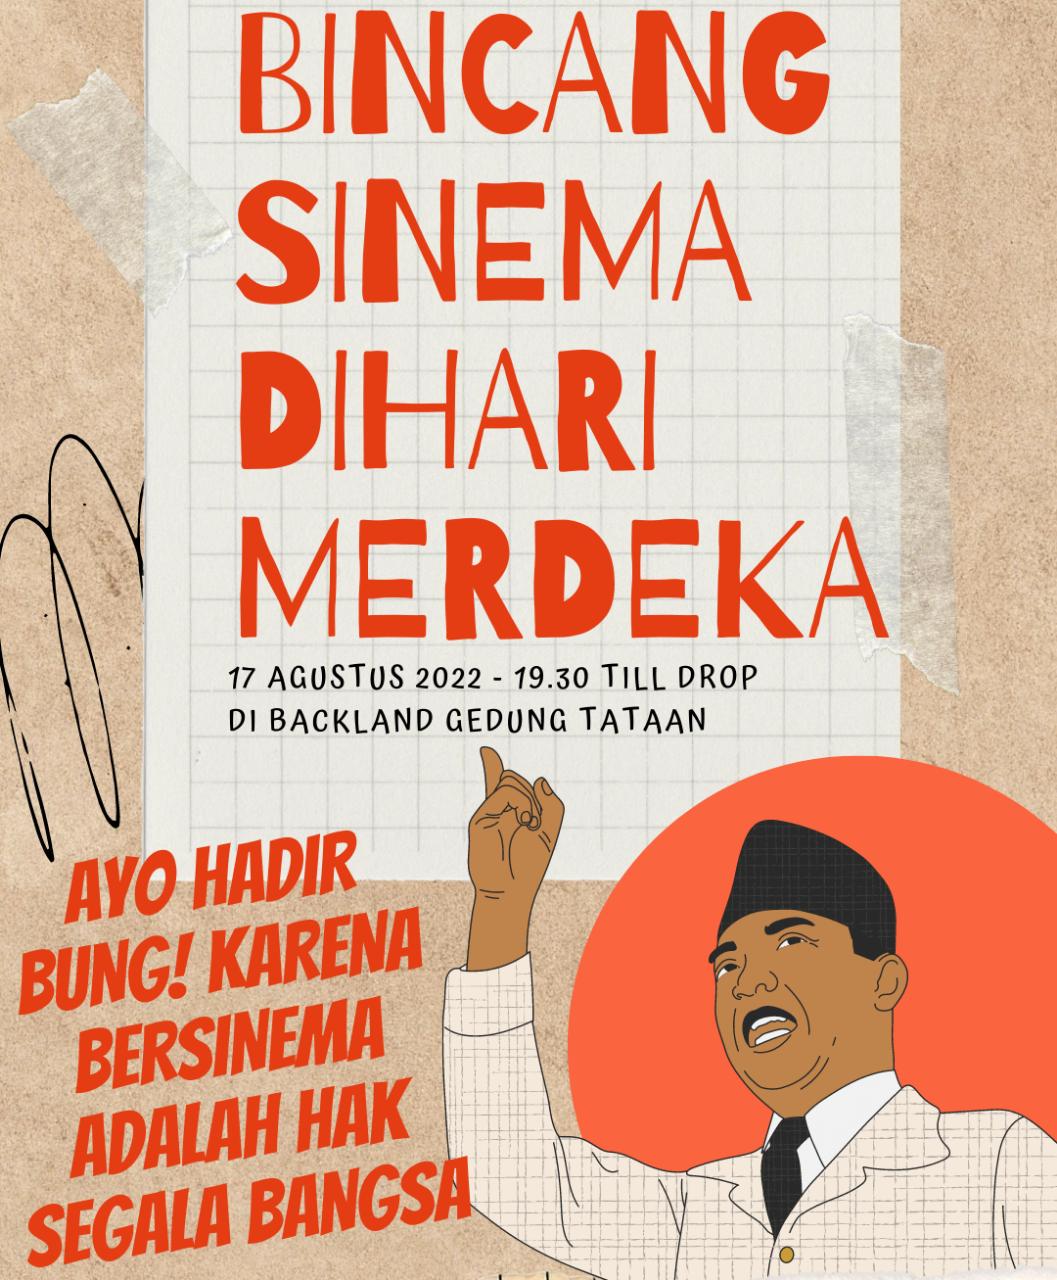 BINCANG
SINEMA
DIHARI
MERDEKA
17 AGUSTUS 2022 - 19.30 TILL DROP
DI BACKLAND GEDUNG TATAAN
AYO HADIR
BUNG! KARENA
BERSINEMA
ADALAH HAK
SEGALA BANGSA